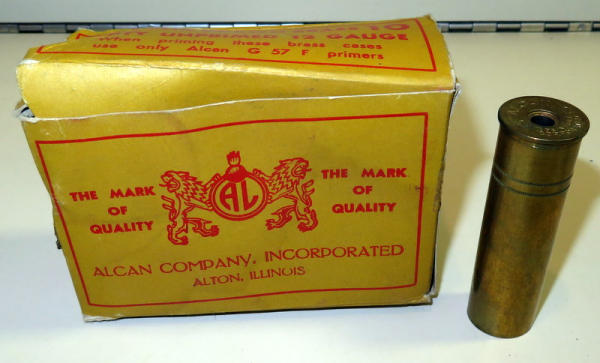 UNPRIMED 12 GAUGE
When priming these brass cases
use only Alcan G 57 F primers
THE MARK
OF
QUALITY
AL
THE MARK
OF
QUALITY
ALCAN COMPANY, INCORPORATED
ALTON, ILLINOIS